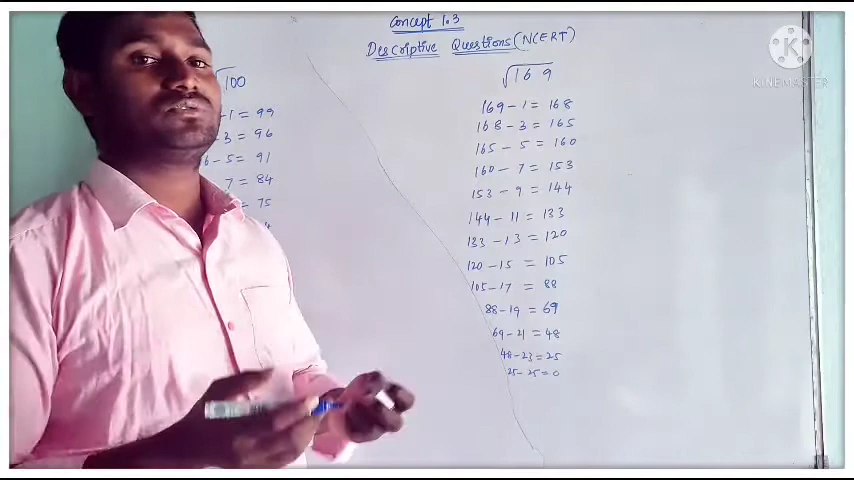 Concept 1.3
Descriptive Questions (NCERT)
√100
-1 = 99
-3 = 96
6 - 5 = 91
7 = 84
= 75
√169
169 - 1 = 168
168 - 3 = 165
165 - 5 = 160
160 - 7 = 153
153 - 9 = 144
144 - 11 = 133
133 - 13 = 120
120 - 15 = 105
105 - 17 = 88
88 - 19 = 69
69 - 21 = 48
48 - 23 = 25
25 - 25 = 0
K
KINEMASTER